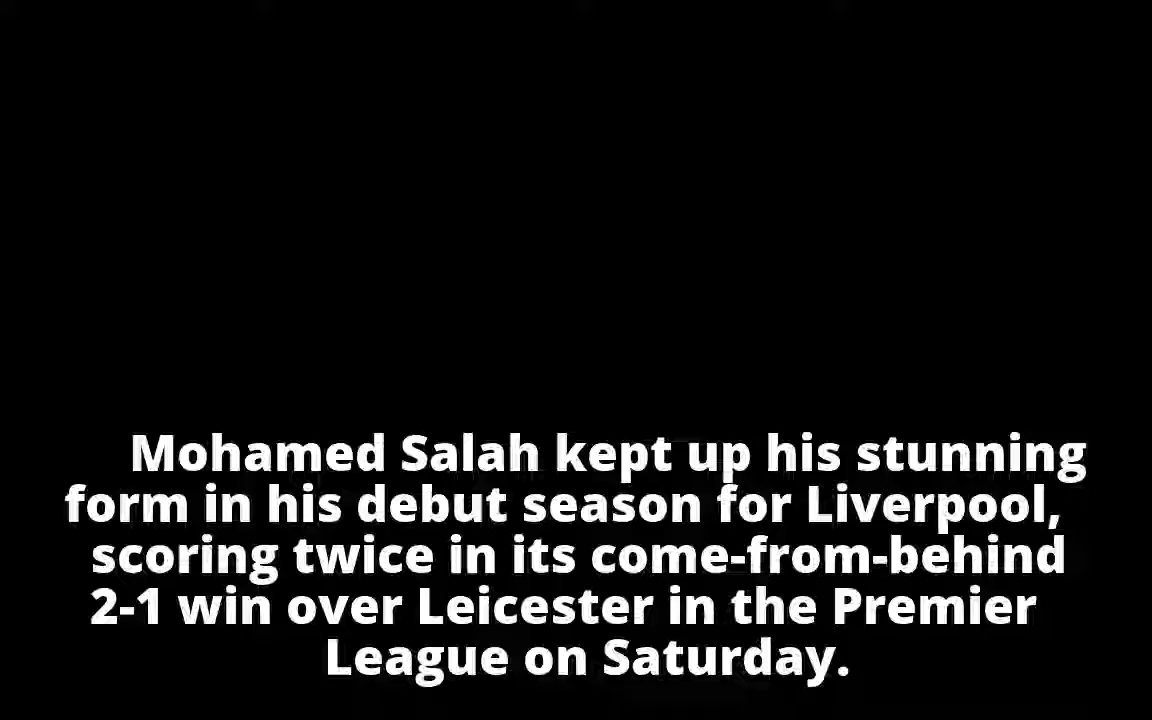 Mohamed Salah kept up his stunning
form in his debut season for Liverpool,
scoring twice in its come-from-behind
2-1 win over Leicester in the Premier
League on Saturday.